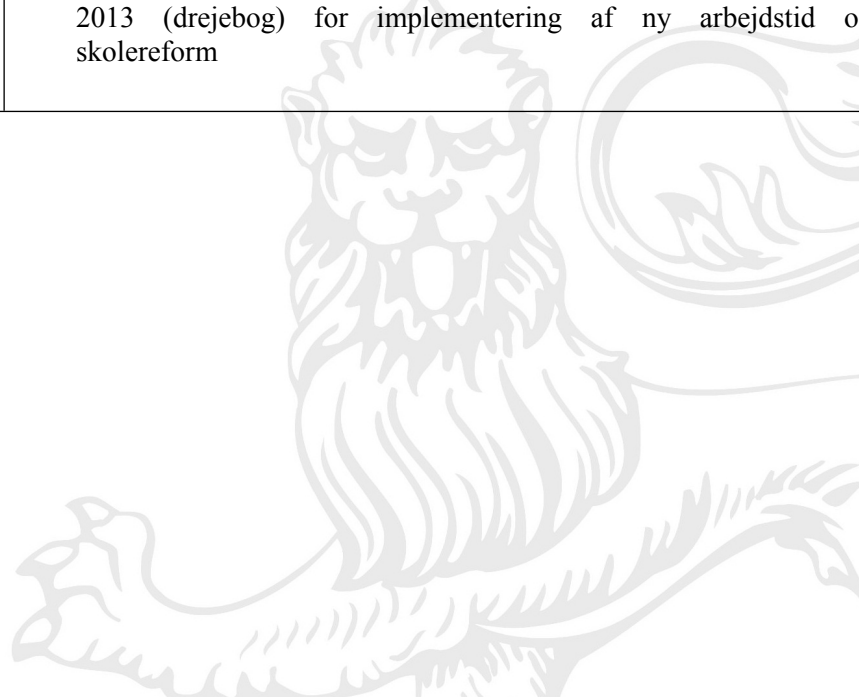 2013 (drejebog) for implementering af ny arbejdstid o
skolereform